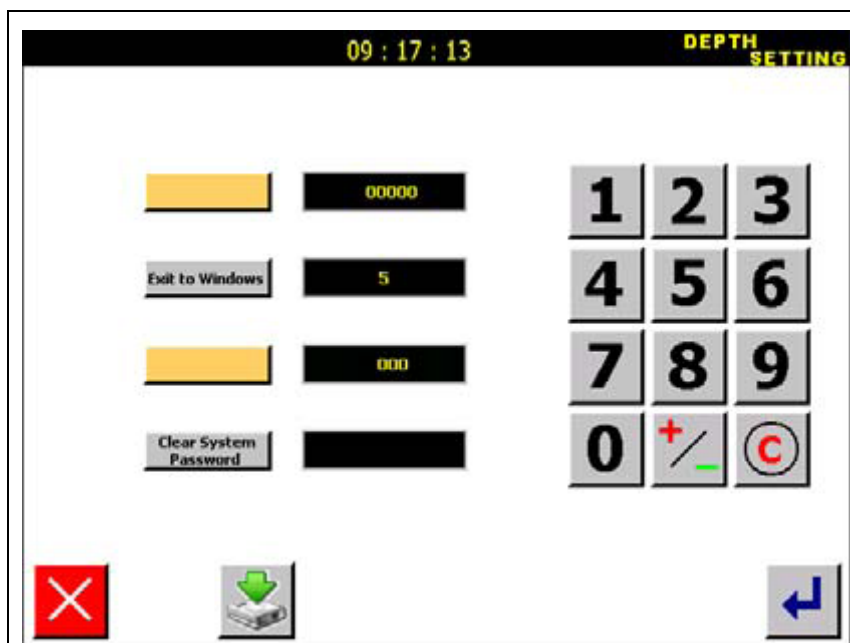 09 : 17 : 13
DEPTH
SETTING
00000
1 2 3
Exit to Windows
5
4 5 6
000
7 8 9
Clear System
Password
0 +/- C